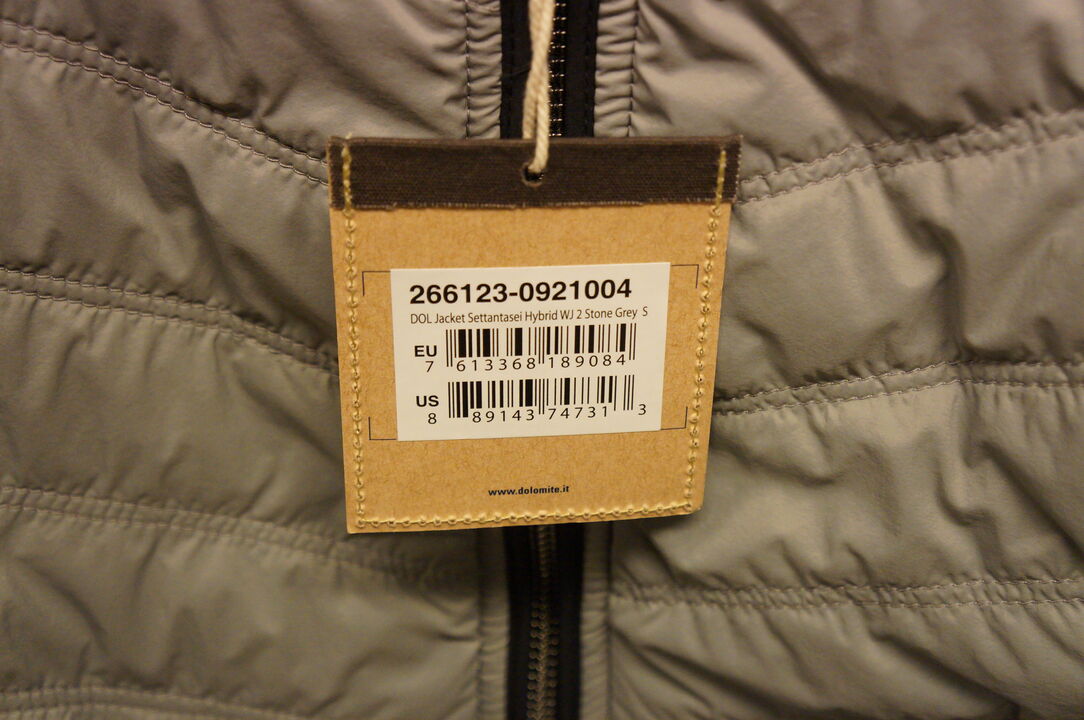 266123-0921004
DOL Jacket Settantasei Hybrid WJ 2 Stone Grey S
EU
7 613368 189084
US
8 89143 74731 3
www.dolomite.it